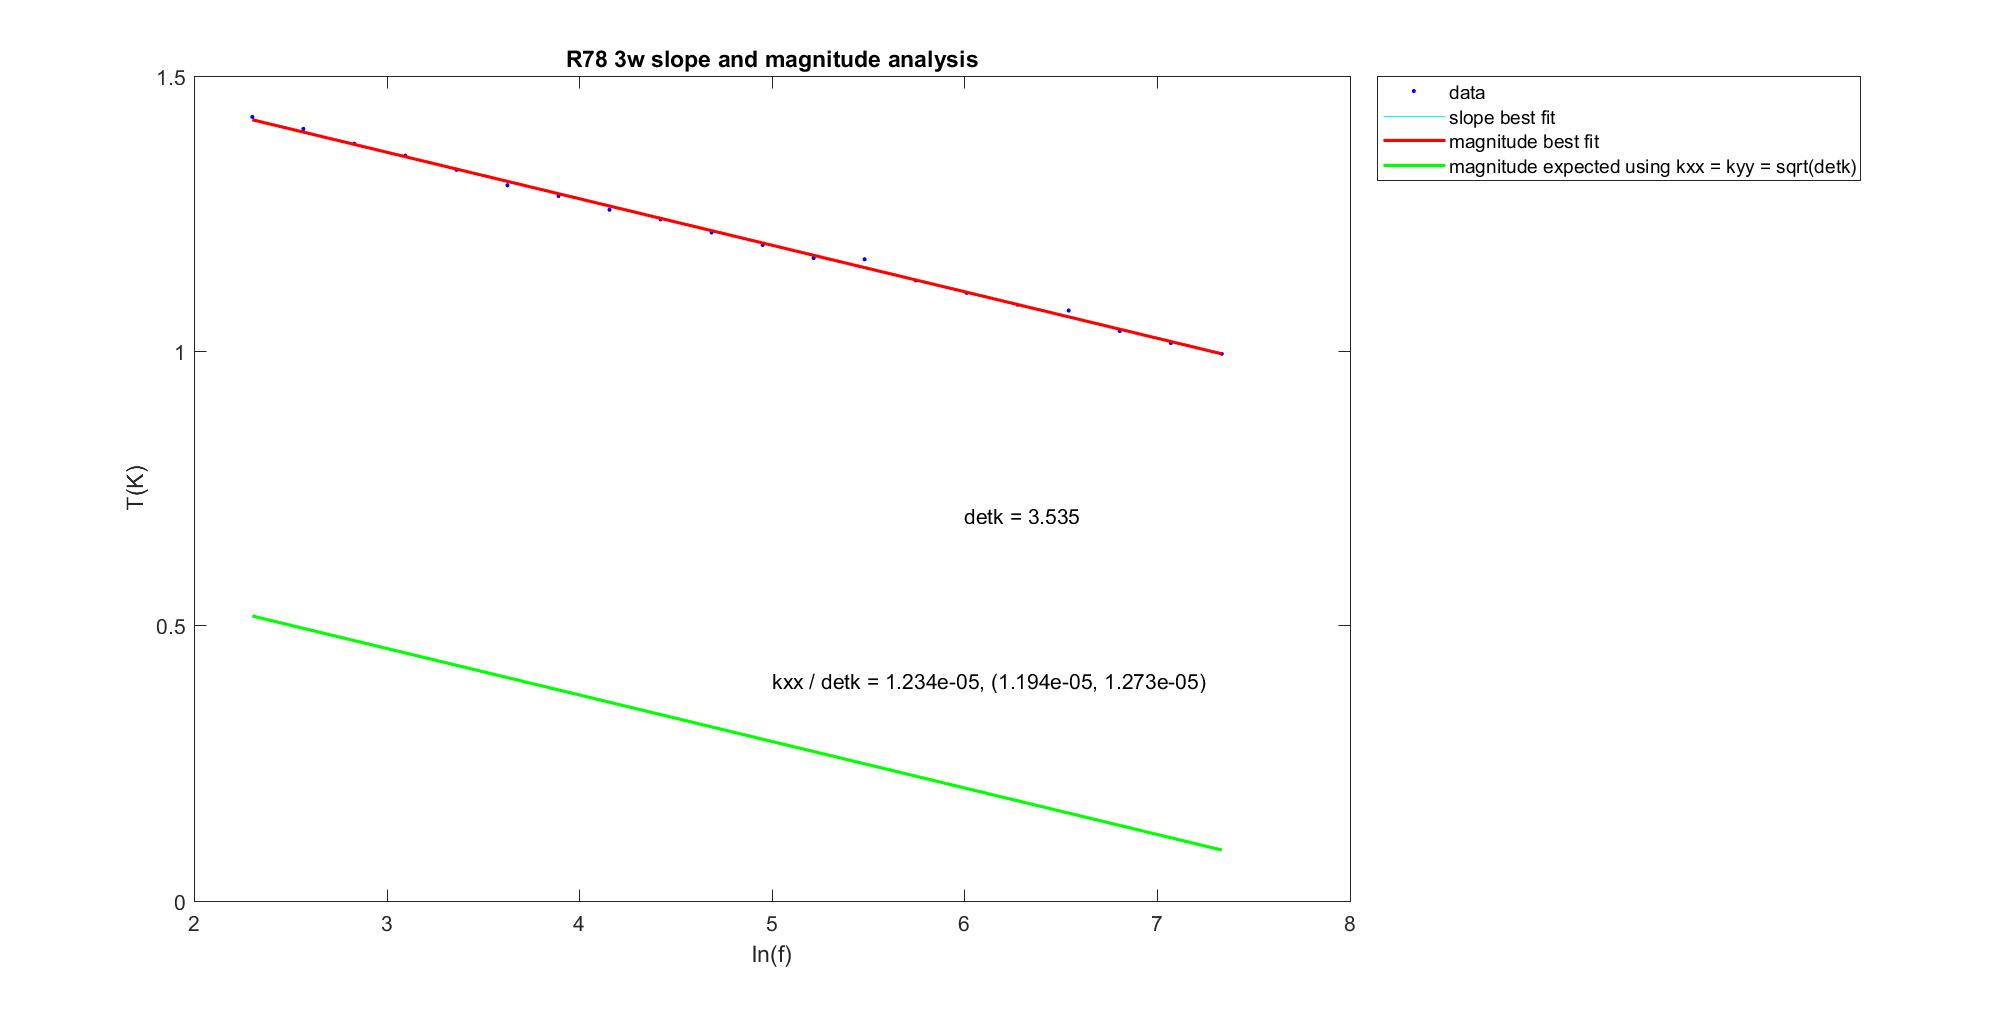 R78 3w slope and magnitude analysis
1.5
1
0.5
0
T(K)
data
slope best fit
magnitude best fit
magnitude expected using kxx = kyy = sqrt(detk)
detk = 3.535
kxx / detk = 1.234e-05, (1.194e-05, 1.273e-05)
2 3 4 5 6 7 8
ln(f)